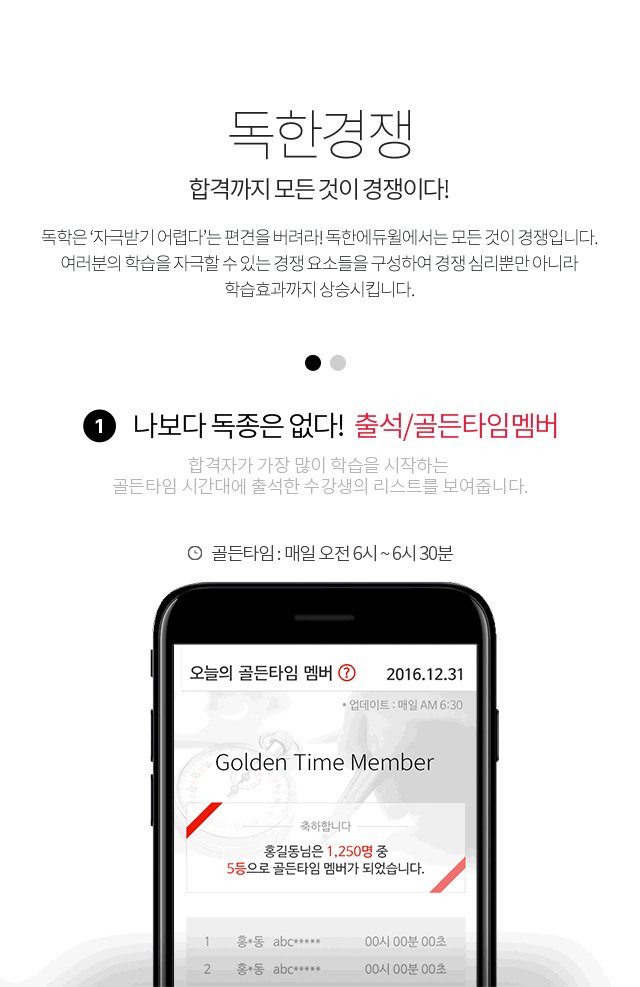 독한경쟁
합격까지 모든 것이 경쟁이다!
독학은 ‘자극받기 어렵다’는 편견을 버려라! 독한에듀윌에서는 모든 것이 경쟁입니다.
여러분의 학습을 자극할 수 있는 경쟁 요소들을 구성하여 경쟁 심리뿐만 아니라
학습효과까지 상승시킵니다.
1 나보다 독종은 없다! 출석/골든타임멤버
합격자가 가장 많이 학습을 시작하는
골든타임 시간대에 출석한 수강생의 리스트를 보여줍니다.
골든타임 : 매일 오전 6시 ~ 6시 30분
오늘의 골든타임 멤버 ? 2016.12.31
* 업데이트 : 매일 AM 6:30
Golden Time Member
축하합니다
홍길동님은 1,250명 중
5등으로 골든타임 멤버가 되었습니다.
1 홍*동 abc***** 00시 00분 00초
2 홍*동 abc***** 00시 00분 00초